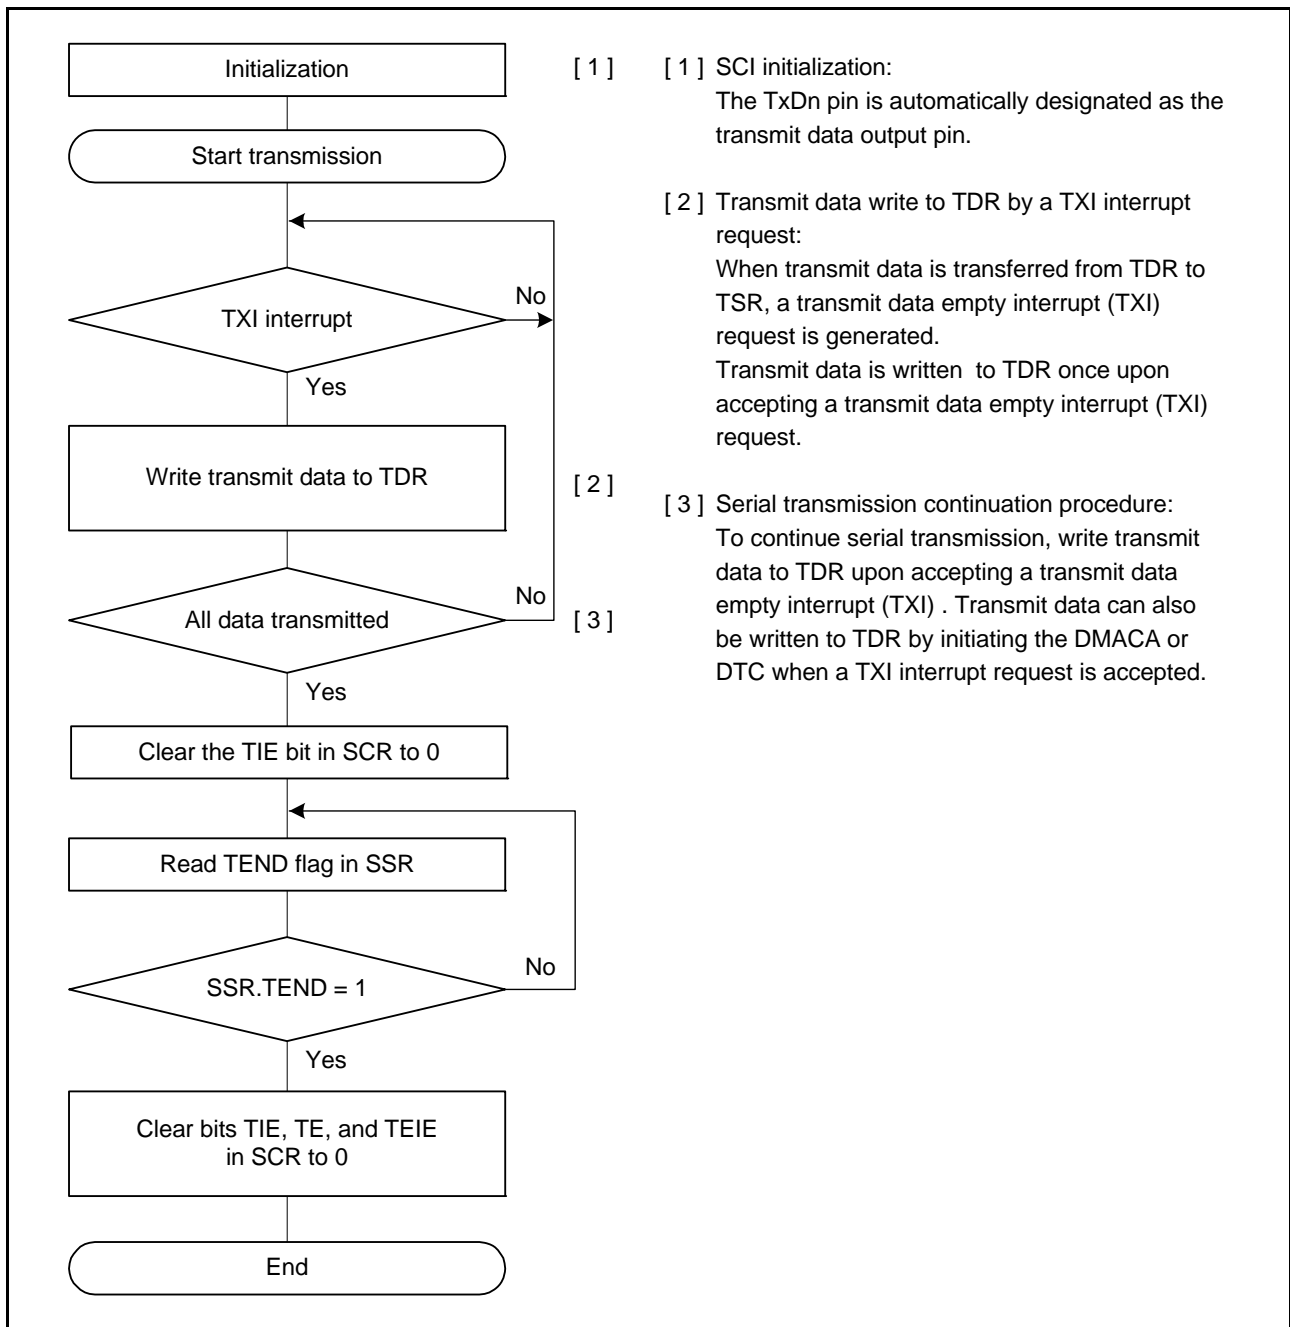 Initialization
[ 1 ]
Start transmission
TXI interrupt
No
Yes
Write transmit data to TDR
[ 2 ]
All data transmitted
No
[ 3 ]
Yes
Clear the TIE bit in SCR to 0
Read TEND flag in SSR
SSR.TEND = 1
No
Yes
Clear bits TIE, TE, and TEIE
in SCR to 0
End
[ 1 ] SCI initialization:
The TxDn pin is automatically designated as the
transmit data output pin.
[ 2 ] Transmit data write to TDR by a TXI interrupt
request:
When transmit data is transferred from TDR to
TSR, a transmit data empty interrupt (TXI)
request is generated.
Transmit data is written  to TDR once upon
accepting a transmit data empty interrupt (TXI)
request.
[ 3 ] Serial transmission continuation procedure:
To continue serial transmission, write transmit
data to TDR upon accepting a transmit data
empty interrupt (TXI) . Transmit data can also
be written to TDR by initiating the DMACA or
DTC when a TXI interrupt request is accepted.